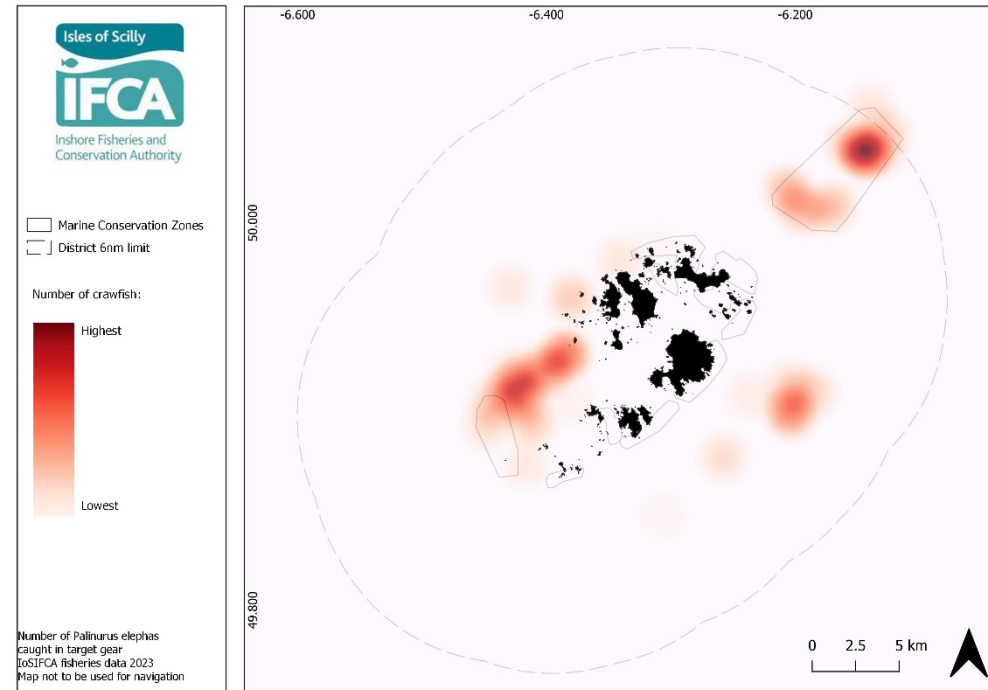 Isles of Scilly
IFCA
Inshore Fisheries and
Conservation Authority
Marine Conservation Zones
District 6nm limit
Number of crawfish:
Highest
Lowest
Number of Palinurus elephas
caught in target gear
IoSIFCA fisheries data 2023
Map not to be used for navigation
-6.600
-6.400
-6.200
50.000
49.800
0 2.5 5 km